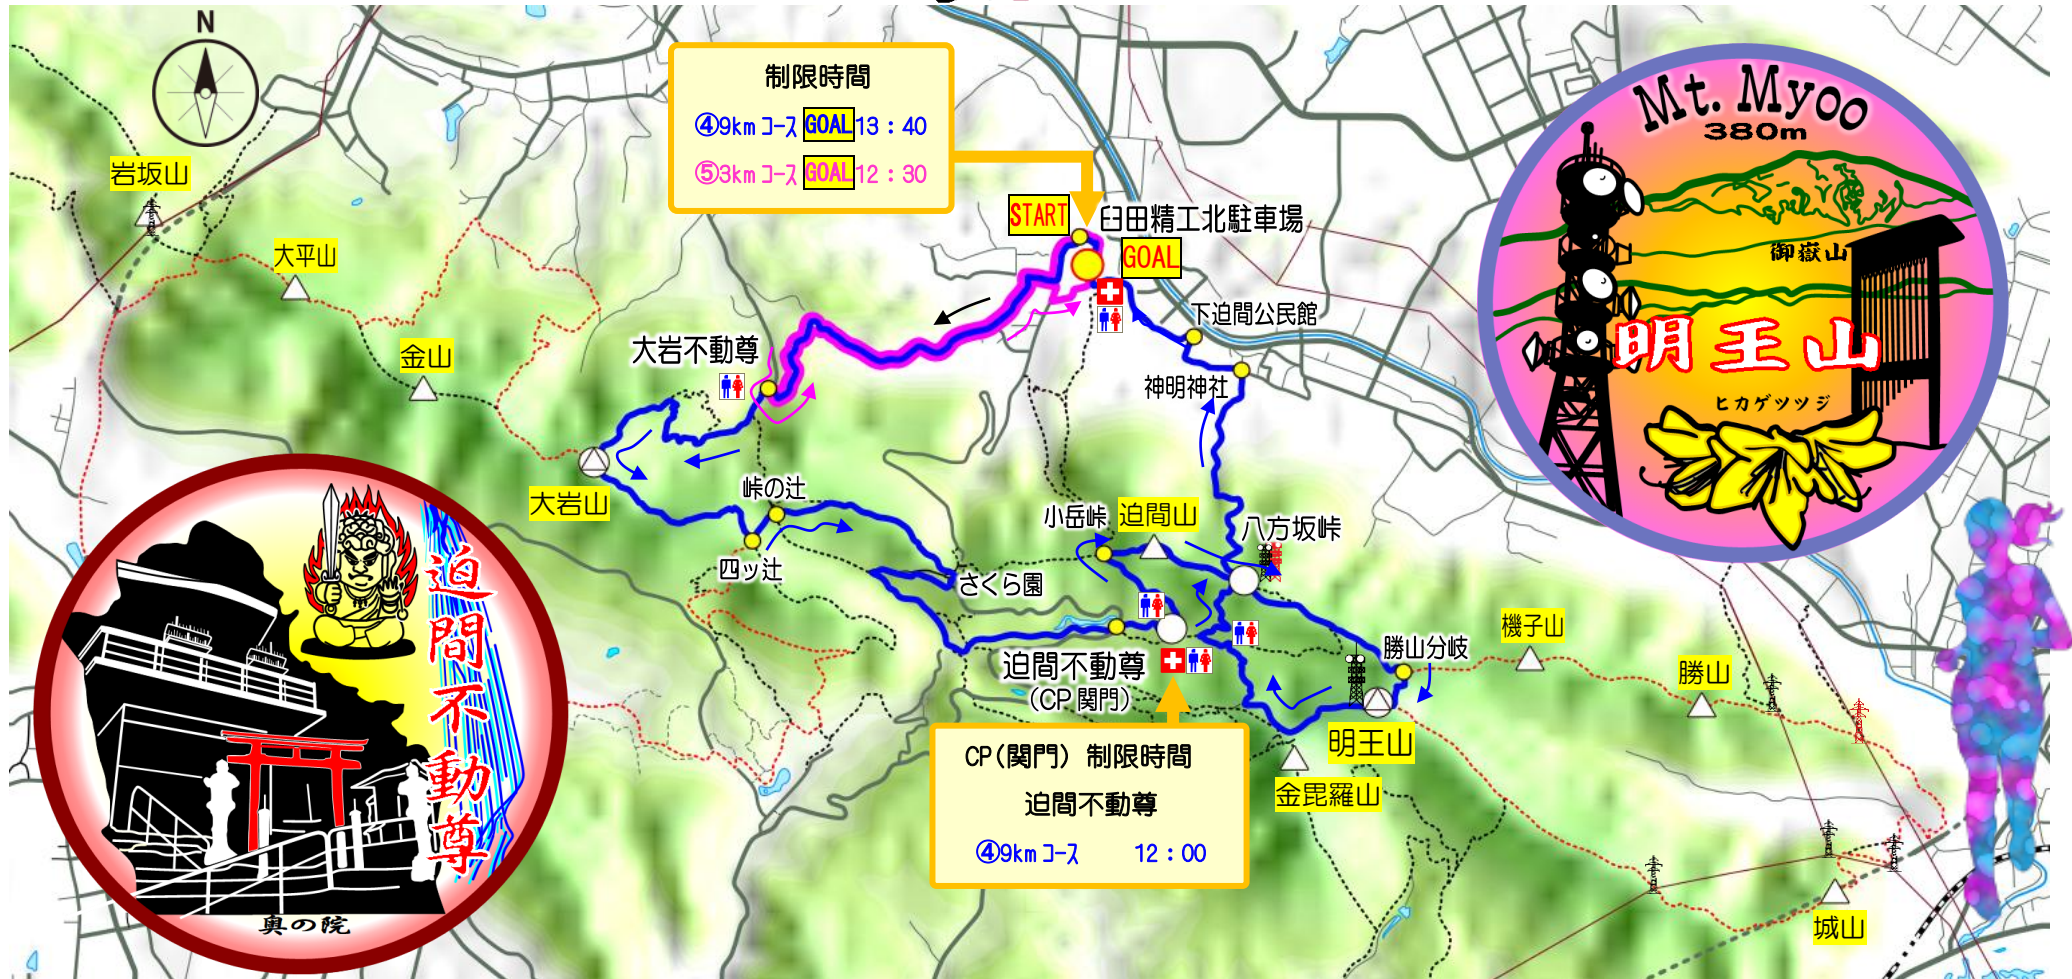 N
制限時間
④9kmコース GOAL 13：40
⑤3kmコース GOAL 12：30
岩坂山
大平山
金山
START
臼田精工北駐車場
GOAL
下迫間公民館
神明神社
大岩不動尊
大岩山
峠の辻
四ッ辻
さくら園
小岳峠
迫間山
八方坂峠
迫間不動尊
（CP関門）
勝山分岐
機子山
勝山
明王山
金毘羅山
城山
CP(関門) 制限時間
迫間不動尊
④9kmコース 12：00
Mt. Myoo
380m
御嶽山
明王山
ヒカゲツツジ
迫間不動尊
奥の院